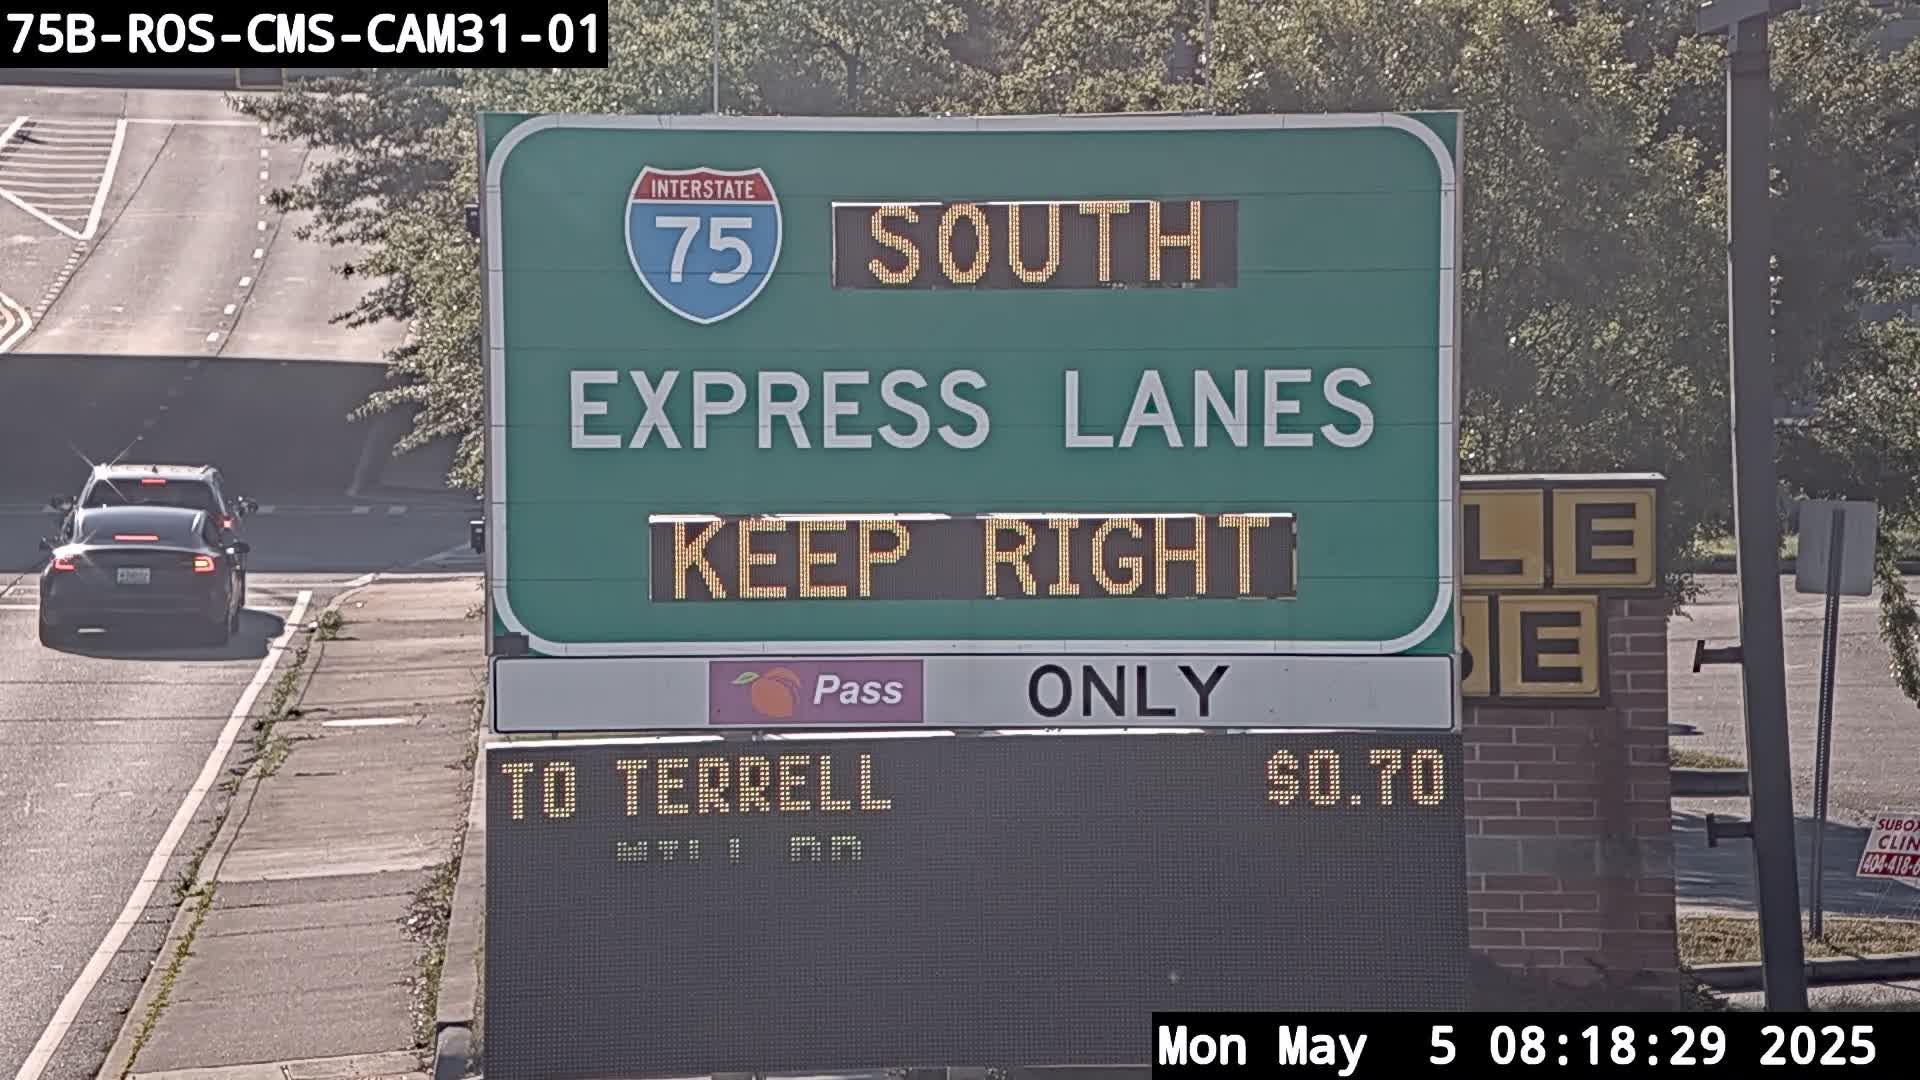 75B-ROS-CMS-CAM31-01
INTERSTATE
75
SOUTH
EXPRESS LANES
KEEP RIGHT
Pass ONLY
TO TERRELL $0.70
LE
E
CLIN
Mon May 5 08:18:29 2025